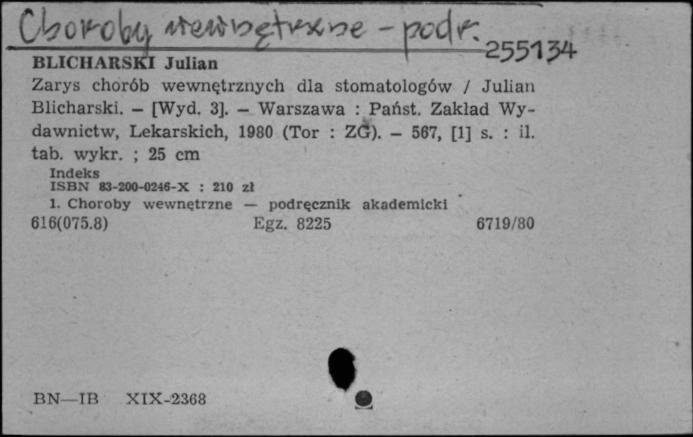 Choroby wewnętrzne - podr.
255134
BLICHARSKI Julian
Zarys chorób wewnętrznych dla stomatologów / Julian
Blicharski. — [Wyd. 3]. — Warszawa : Państ. Zakład Wy-
dawnictw, Lekarskich, 1980 (Tor : ZG). — 567, [1] s. : il.
tab. wykr. ; 25 cm
Indeks
ISBN 83-200-0246-X : 210 zł
1. Choroby wewnętrzne — podręcznik akademicki
616(075.8) Egz. 8225 6719/80
BN—IB XIX-2368